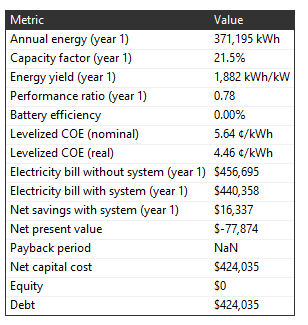 Metric Value
Annual energy (year 1) 371,195 kWh
Capacity factor (year 1) 21.5%
Energy yield (year 1) 1,882 kWh/kW
Performance ratio (year 1) 0.78
Battery efficiency 0.00%
Levelized COE (nominal) 5.64 ¢/kWh
Levelized COE (real) 4.46 ¢/kWh
Electricity bill without system (year 1) $456,695
Electricity bill with system (year 1) $440,358
Net savings with system (year 1) $16,337
Net present value $-77,874
Payback period NaN
Net capital cost $424,035
Equity $0
Debt $424,035